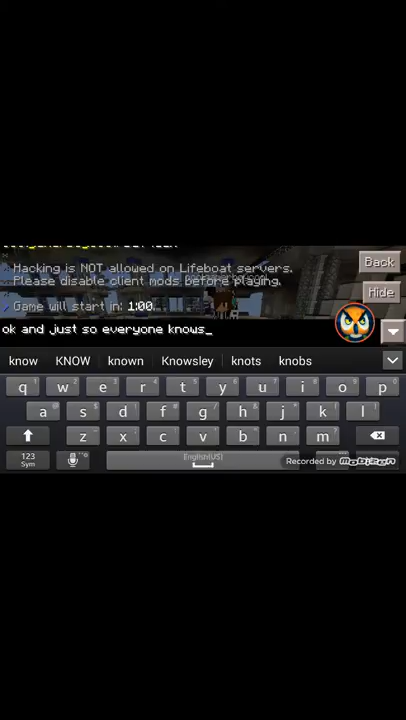 Hacking is NOT allowed on Lifeboat servers.
Please disable client mods before playing.
Game will start in: 1:00.
Back
Hide
ok and just so everyone knows_
know KNOW known Knowsley knots knobs
q w e r t y u i o p
a s d f g h j k l
z x c v b n m
123
Sym
English(US)
Recorded by